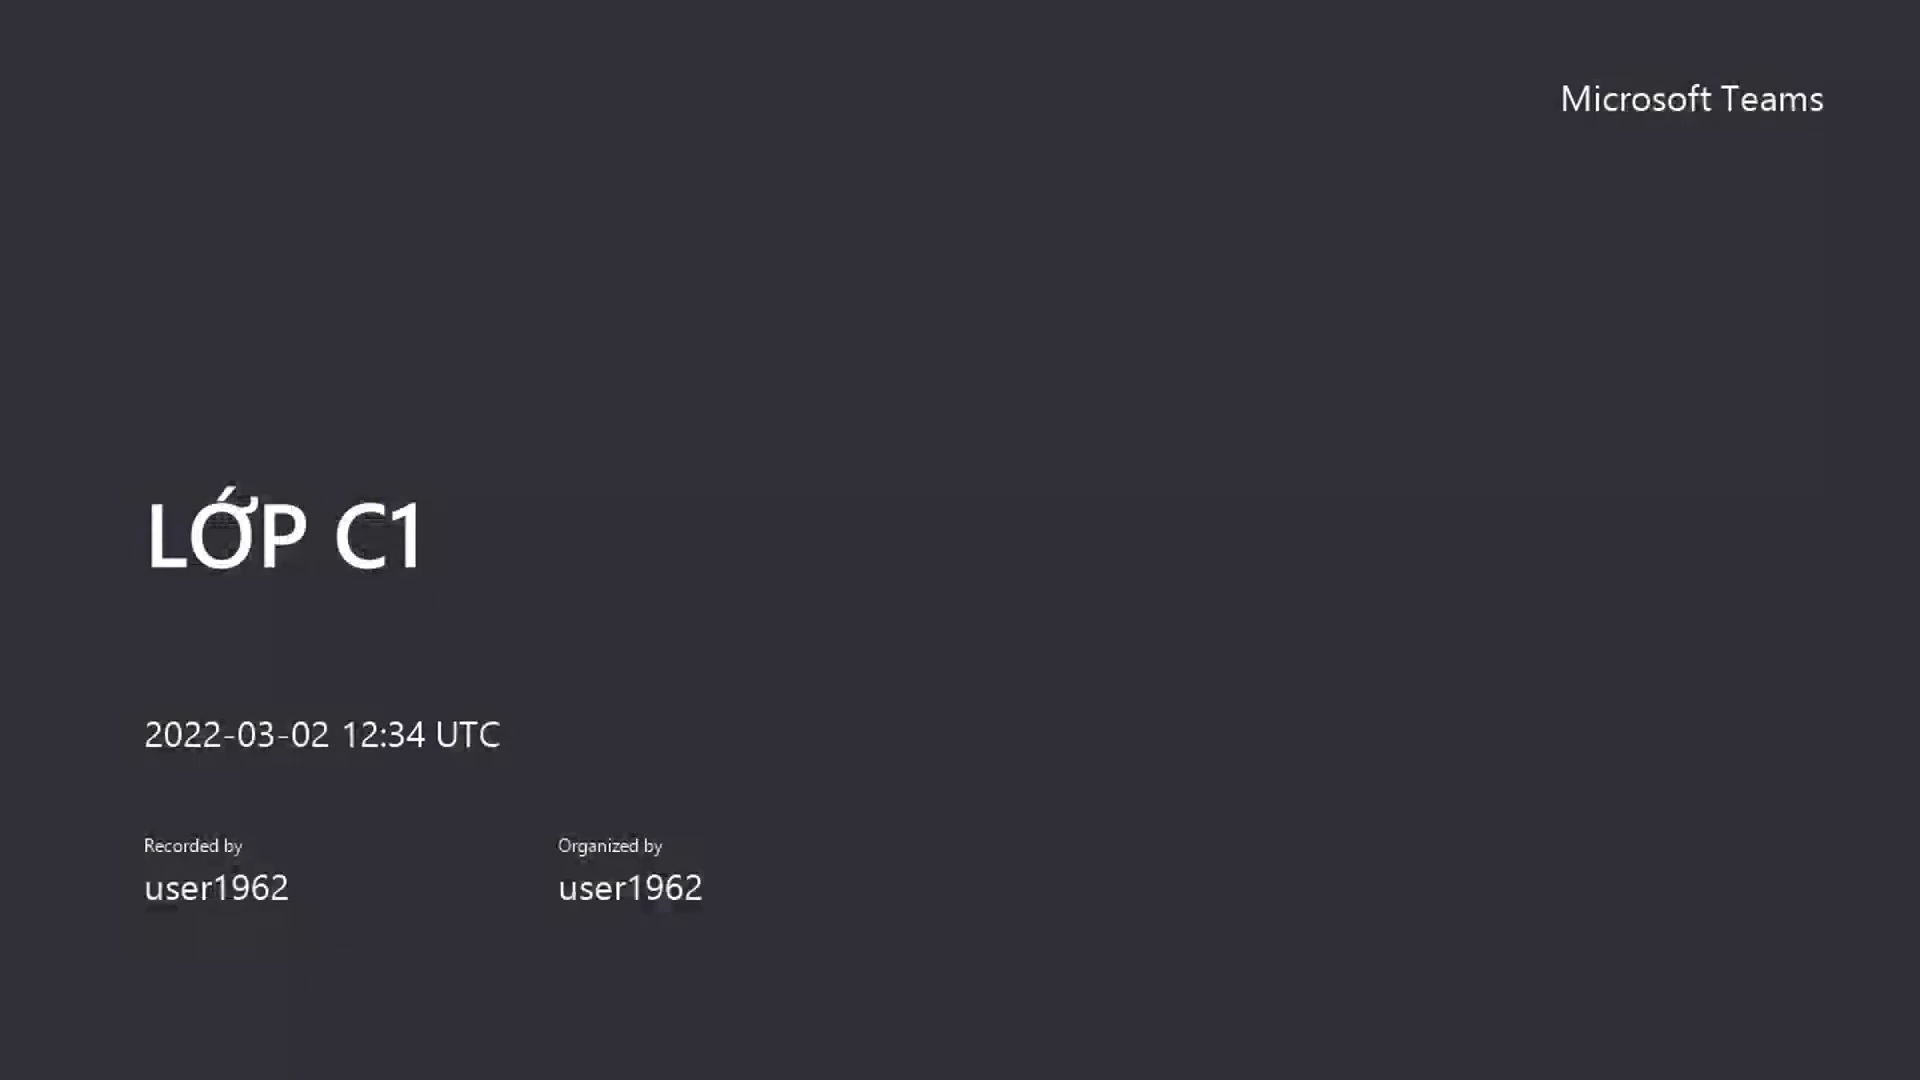 Microsoft Teams
LỚP C1
2022-03-02 12:34 UTC
Recorded by
user1962
Organized by
user1962